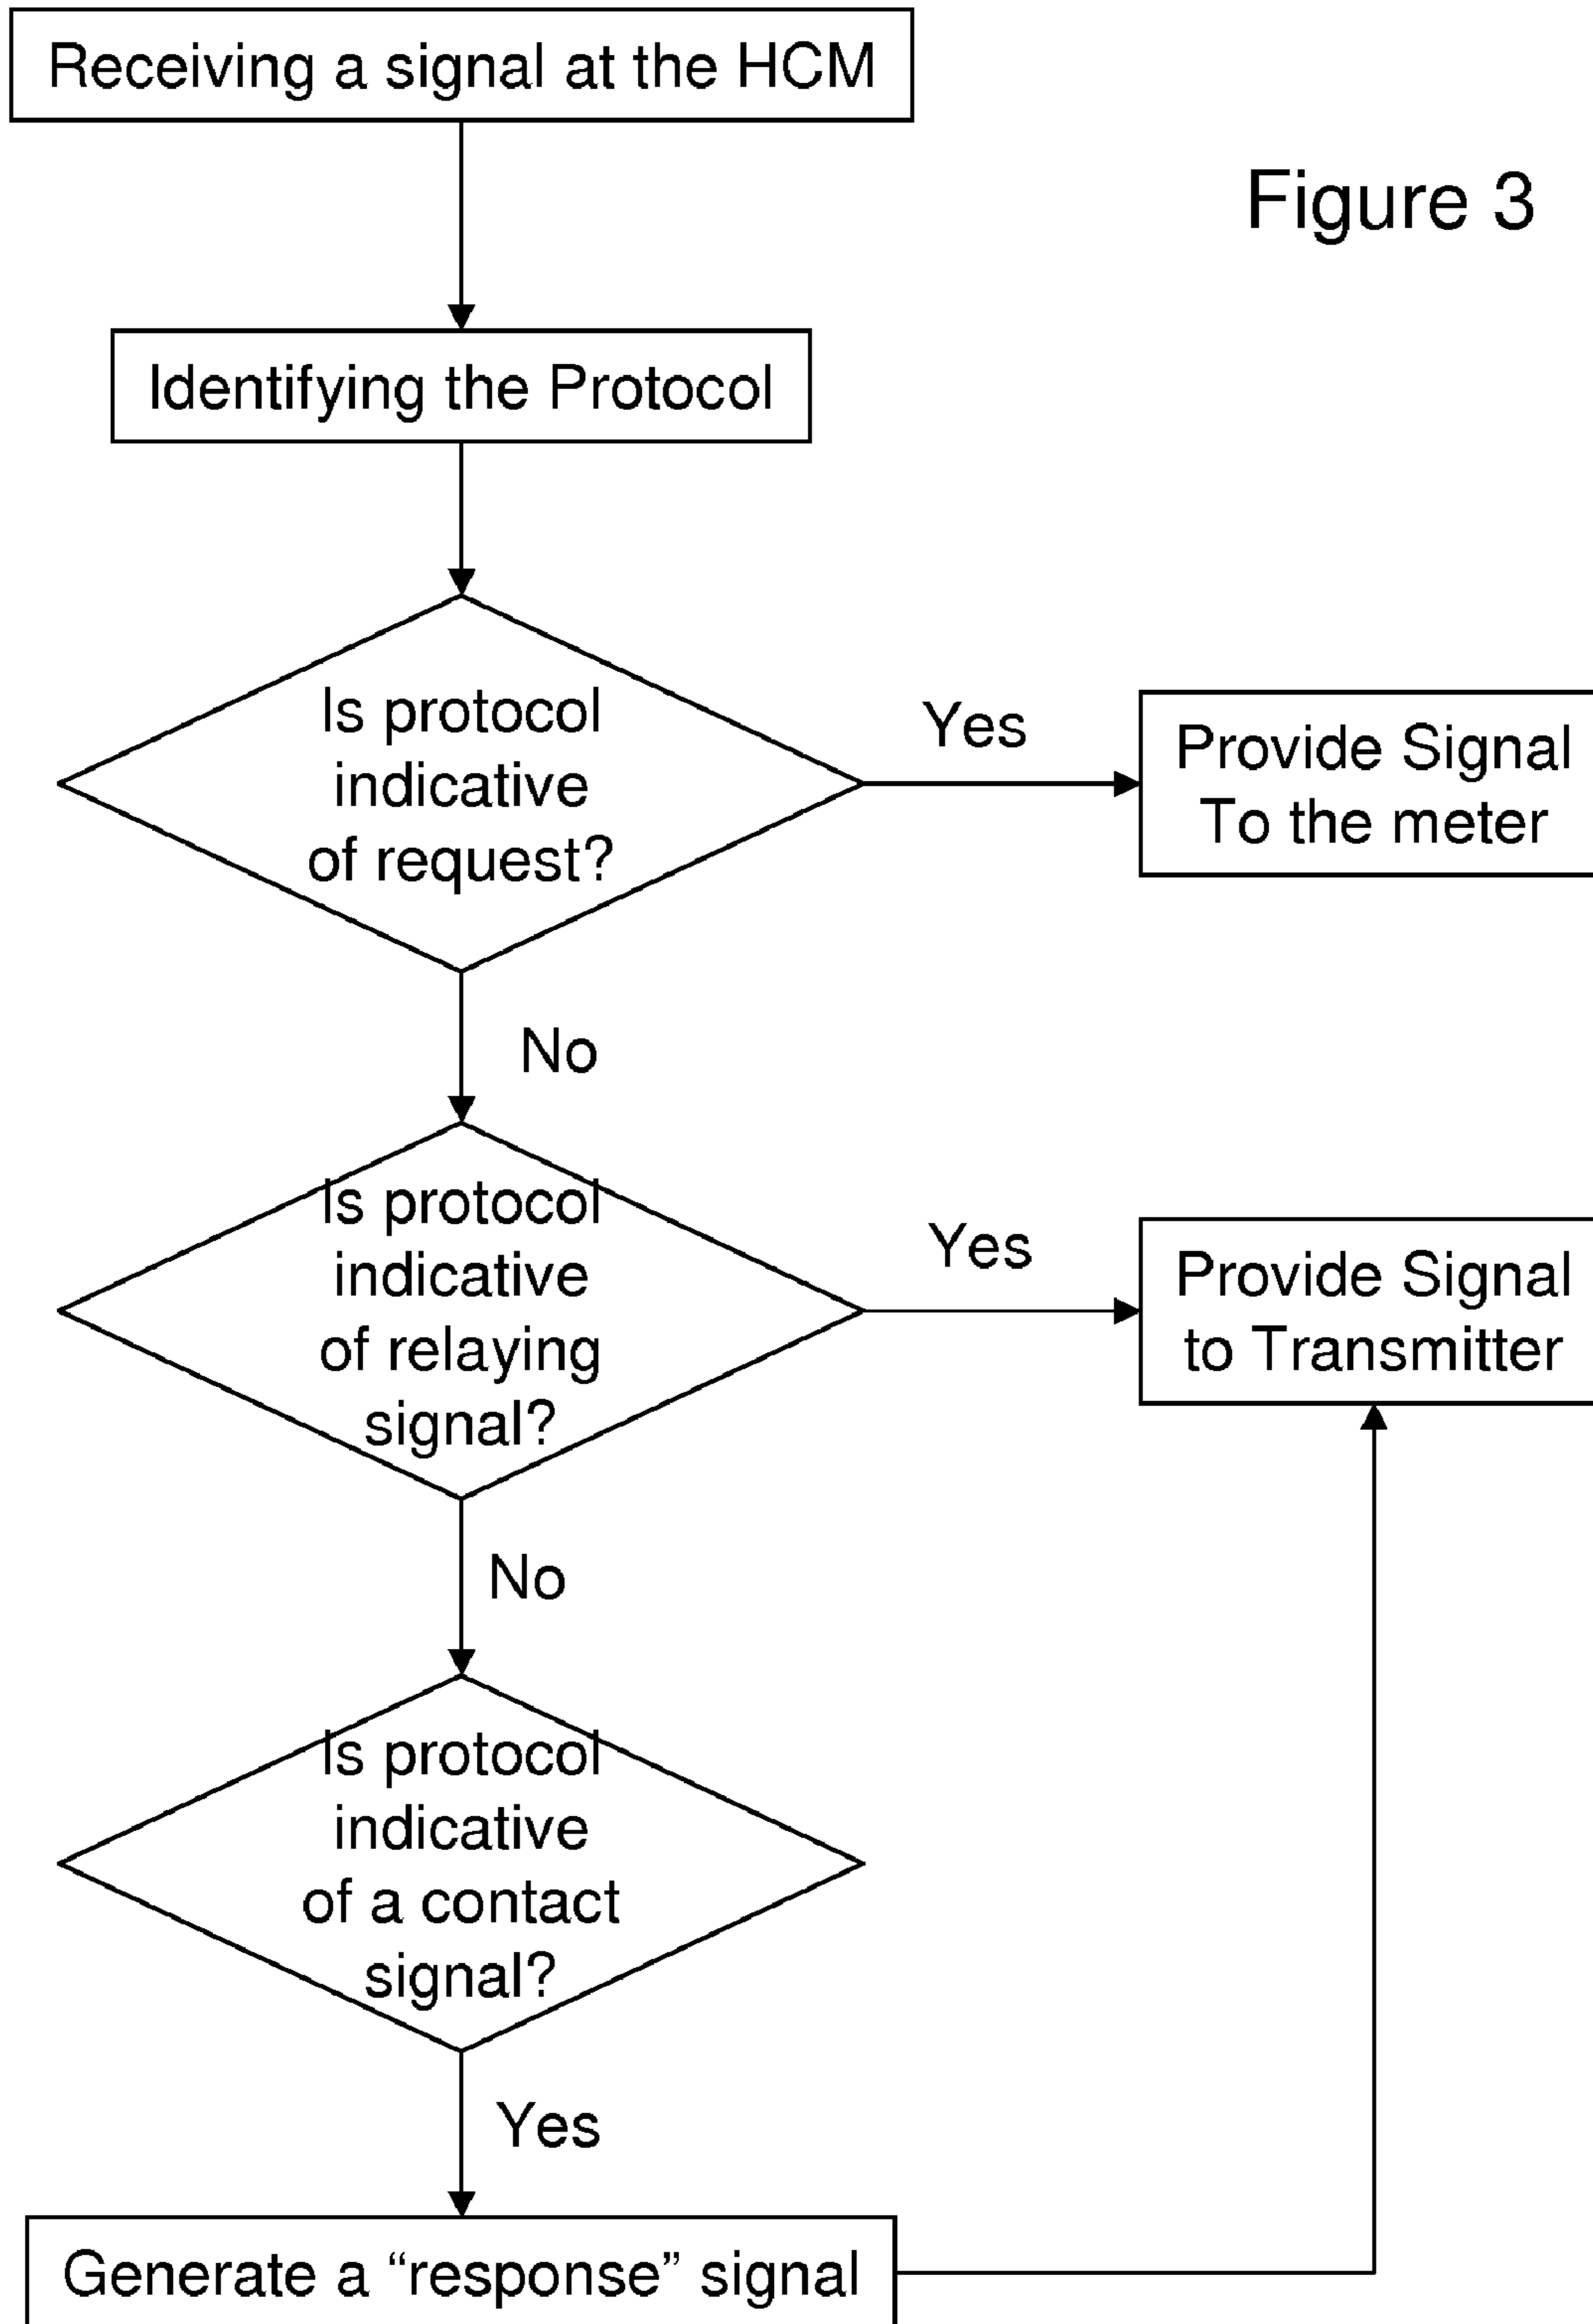 Receiving a signal at the HCM
Figure 3
Identifying the Protocol
Is protocol
indicative
of request?
Yes
Provide Signal
To the meter
No
Is protocol
indicative
of relaying
signal?
Yes
Provide Signal
to Transmitter
No
Is protocol
indicative
of a contact
signal?
Yes
Generate a “response” signal